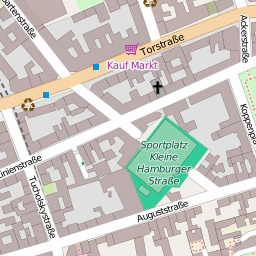 Torstraße
Ackerstraße
Kauf Markt
Sportplatz
Kleine
Hamburger
Straße
Tucholskystraße
Auguststraße